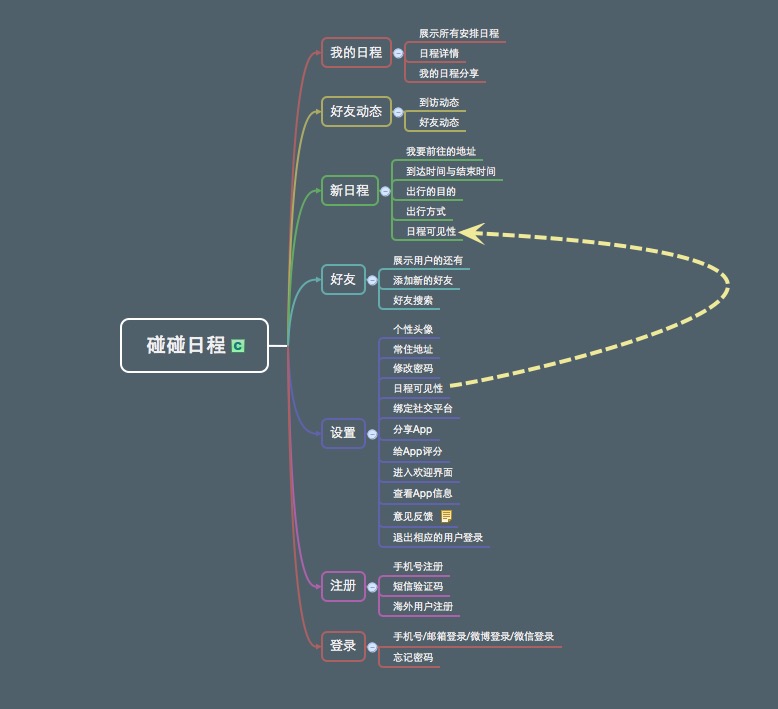 碰碰日程 C
我的日程
展示所有安排日程
日程详情
我的日程分享
好友动态
到访动态
好友动态
新日程
我要前往的地址
到达时间与结束时间
出行的目的
出行方式
日程可见性
好友
展示用户的还有
添加新的好友
好友搜索
设置
个性头像
常住地址
修改密码
日程可见性
绑定社交平台
分享App
给App评分
进入欢迎界面
查看App信息
意见反馈
退出相应的用户登录
注册
手机号注册
短信验证码
海外用户注册
登录
手机号/邮箱登录/微博登录/微信登录
忘记密码